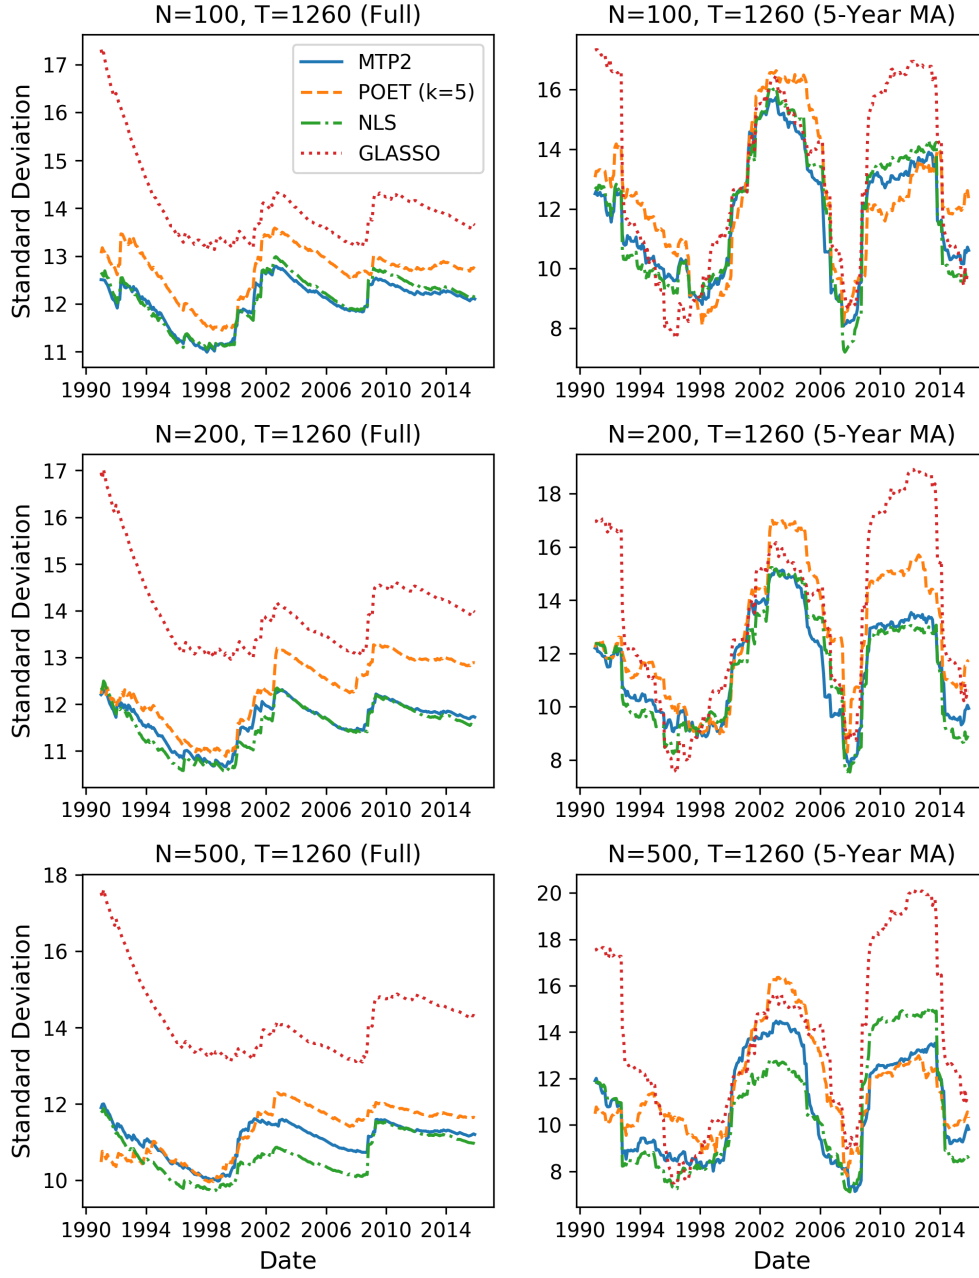 N=100, T=1260 (Full)
N=100, T=1260 (5-Year MA)
Standard Deviation
17
16
15
14
13
12
11
MTP2
POET (k=5)
NLS
GLASSO
1990 1994 1998 2002 2006 2010 2014
16
14
12
10
8
1990 1994 1998 2002 2006 2010 2014
N=200, T=1260 (Full)
N=200, T=1260 (5-Year MA)
Standard Deviation
17
16
15
14
13
12
11
1990 1994 1998 2002 2006 2010 2014
18
16
14
12
10
8
1990 1994 1998 2002 2006 2010 2014
N=500, T=1260 (Full)
N=500, T=1260 (5-Year MA)
Standard Deviation
18
16
14
12
10
1990 1994 1998 2002 2006 2010 2014
Date
20
18
16
14
12
10
8
1990 1994 1998 2002 2006 2010 2014
Date